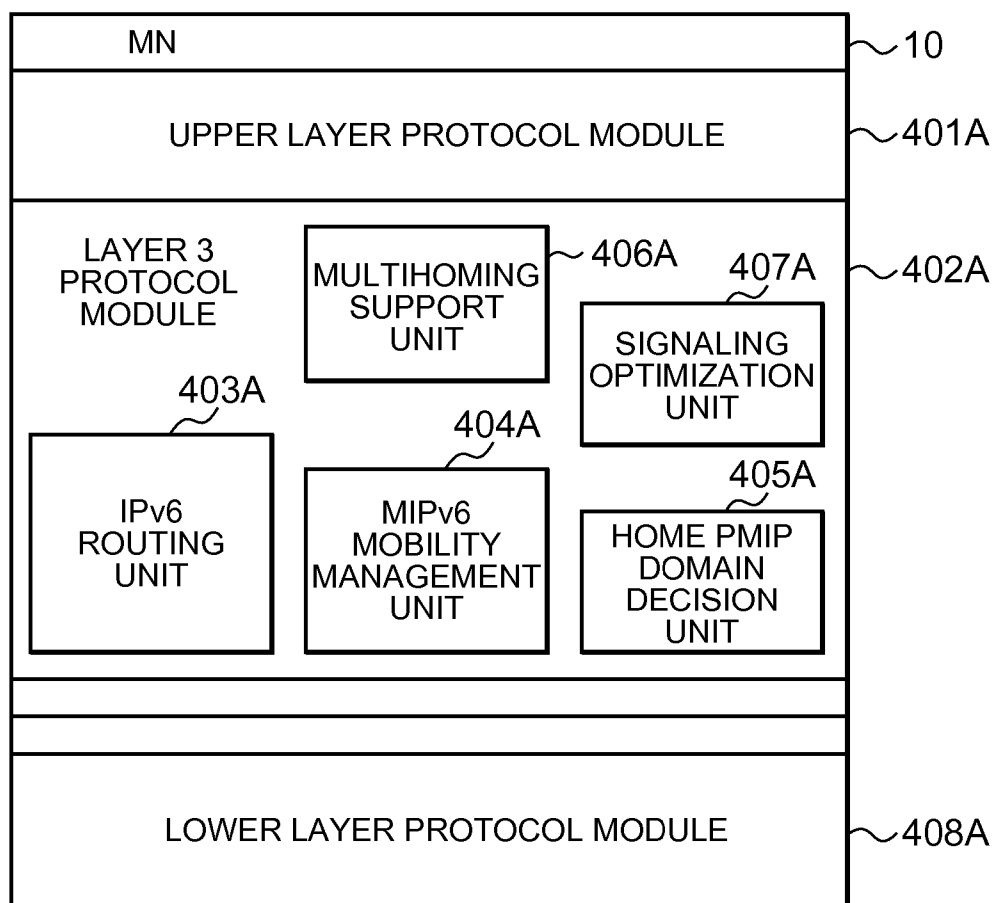 MN
10
UPPER LAYER PROTOCOL MODULE
401A
LAYER 3
PROTOCOL
MODULE
402A
MULTIHOMING
SUPPORT
UNIT
406A
407A
SIGNALING
OPTIMIZATION
UNIT
403A
IPv6
ROUTING
UNIT
404A
MIPv6
MOBILITY
MANAGEMENT
UNIT
405A
HOME PMIP
DOMAIN
DECISION
UNIT
LOWER LAYER PROTOCOL MODULE
408A